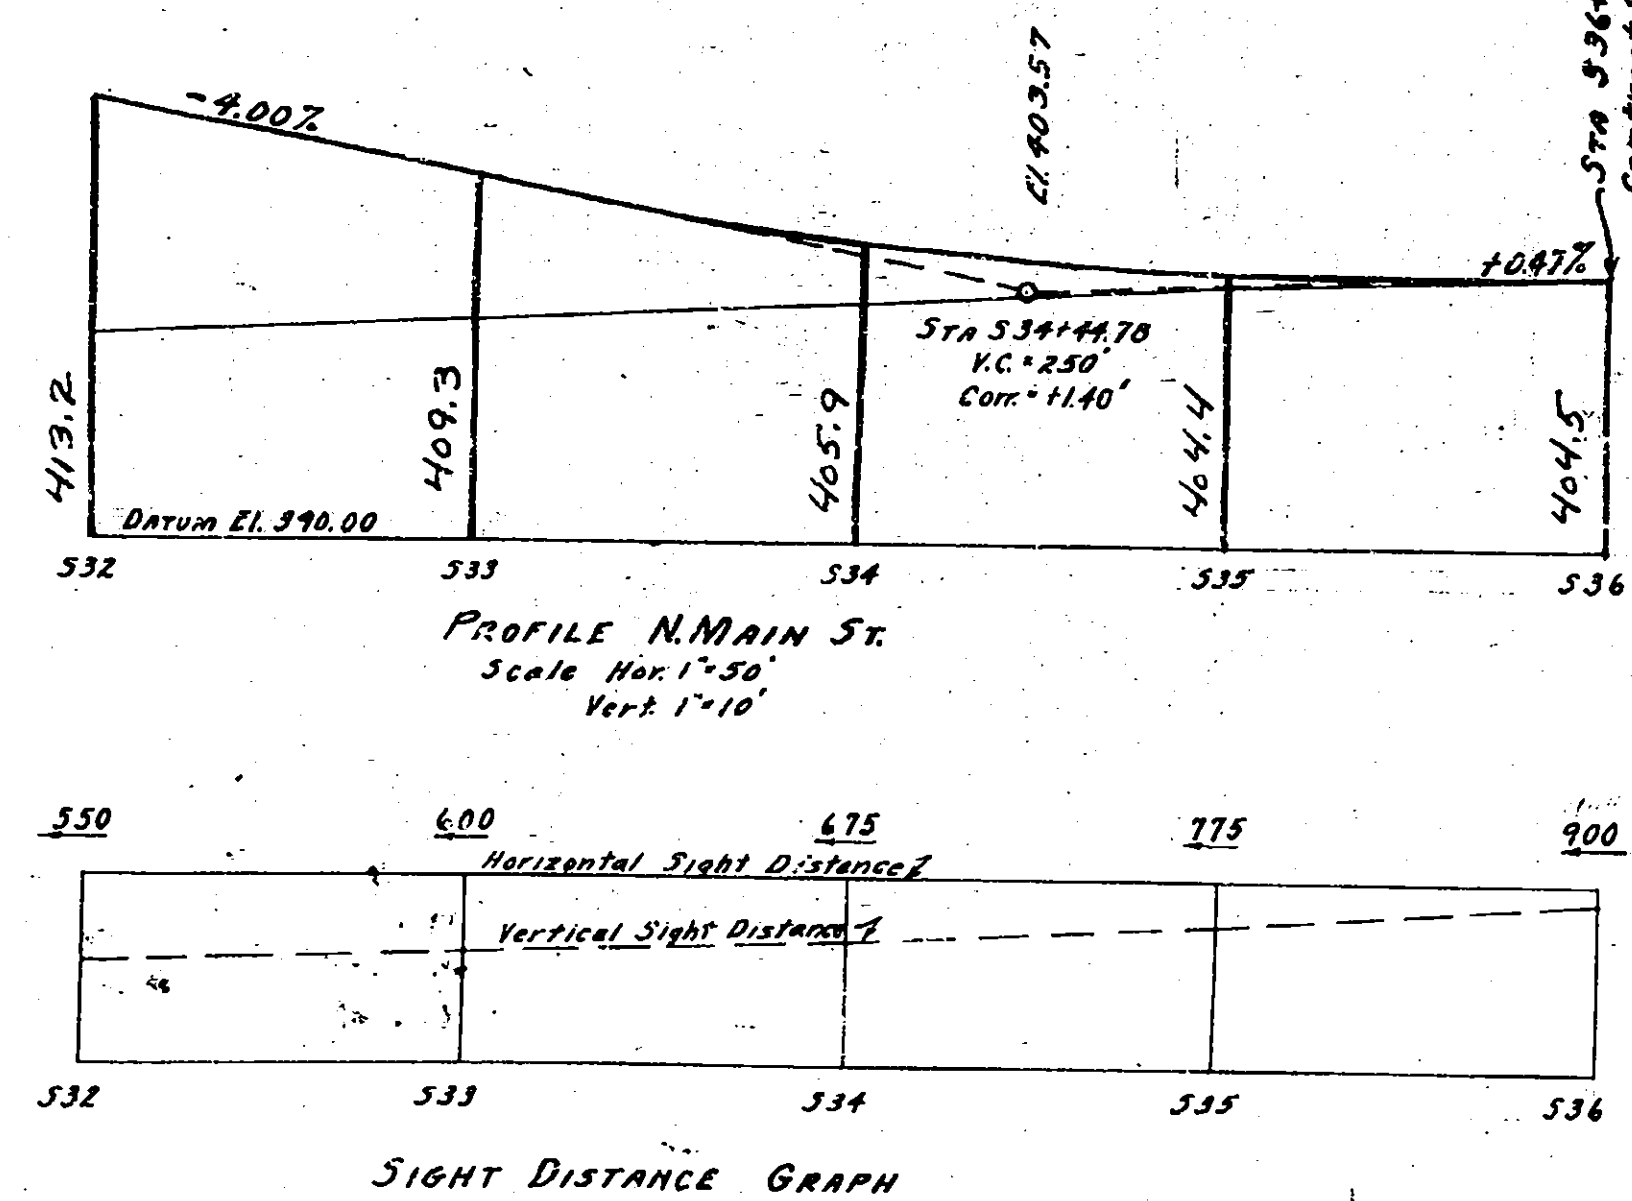 -4.00%
El. 403.57
STA 536+
+0.47%
STA 534+44.78
V.C. = 250'
Corr. = +1.40'
413.2
409.3
405.9
404.4
404.5
DATUM El. 390.00
532 533 534 535 536
PROFILE N. MAIN ST.
Scale Hor. 1" = 50'
Vert. 1" = 10'
550 600 675 775 900
Horizontal Sight Distance
Vertical Sight Distance
532 533 534 535 536
SIGHT DISTANCE GRAPH